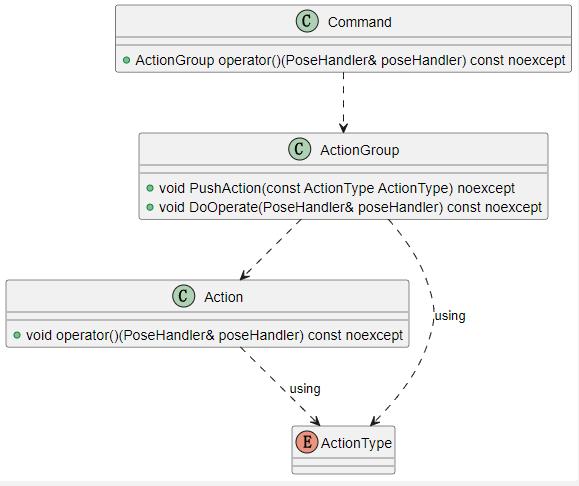 C Command
ActionGroup operator()(PoseHandler& poseHandler) const noexcept
C ActionGroup
void PushAction(const ActionType ActionType) noexcept
void DoOperate(PoseHandler& poseHandler) const noexcept
C Action
void operator()(PoseHandler& poseHandler) const noexcept
using
using
E ActionType